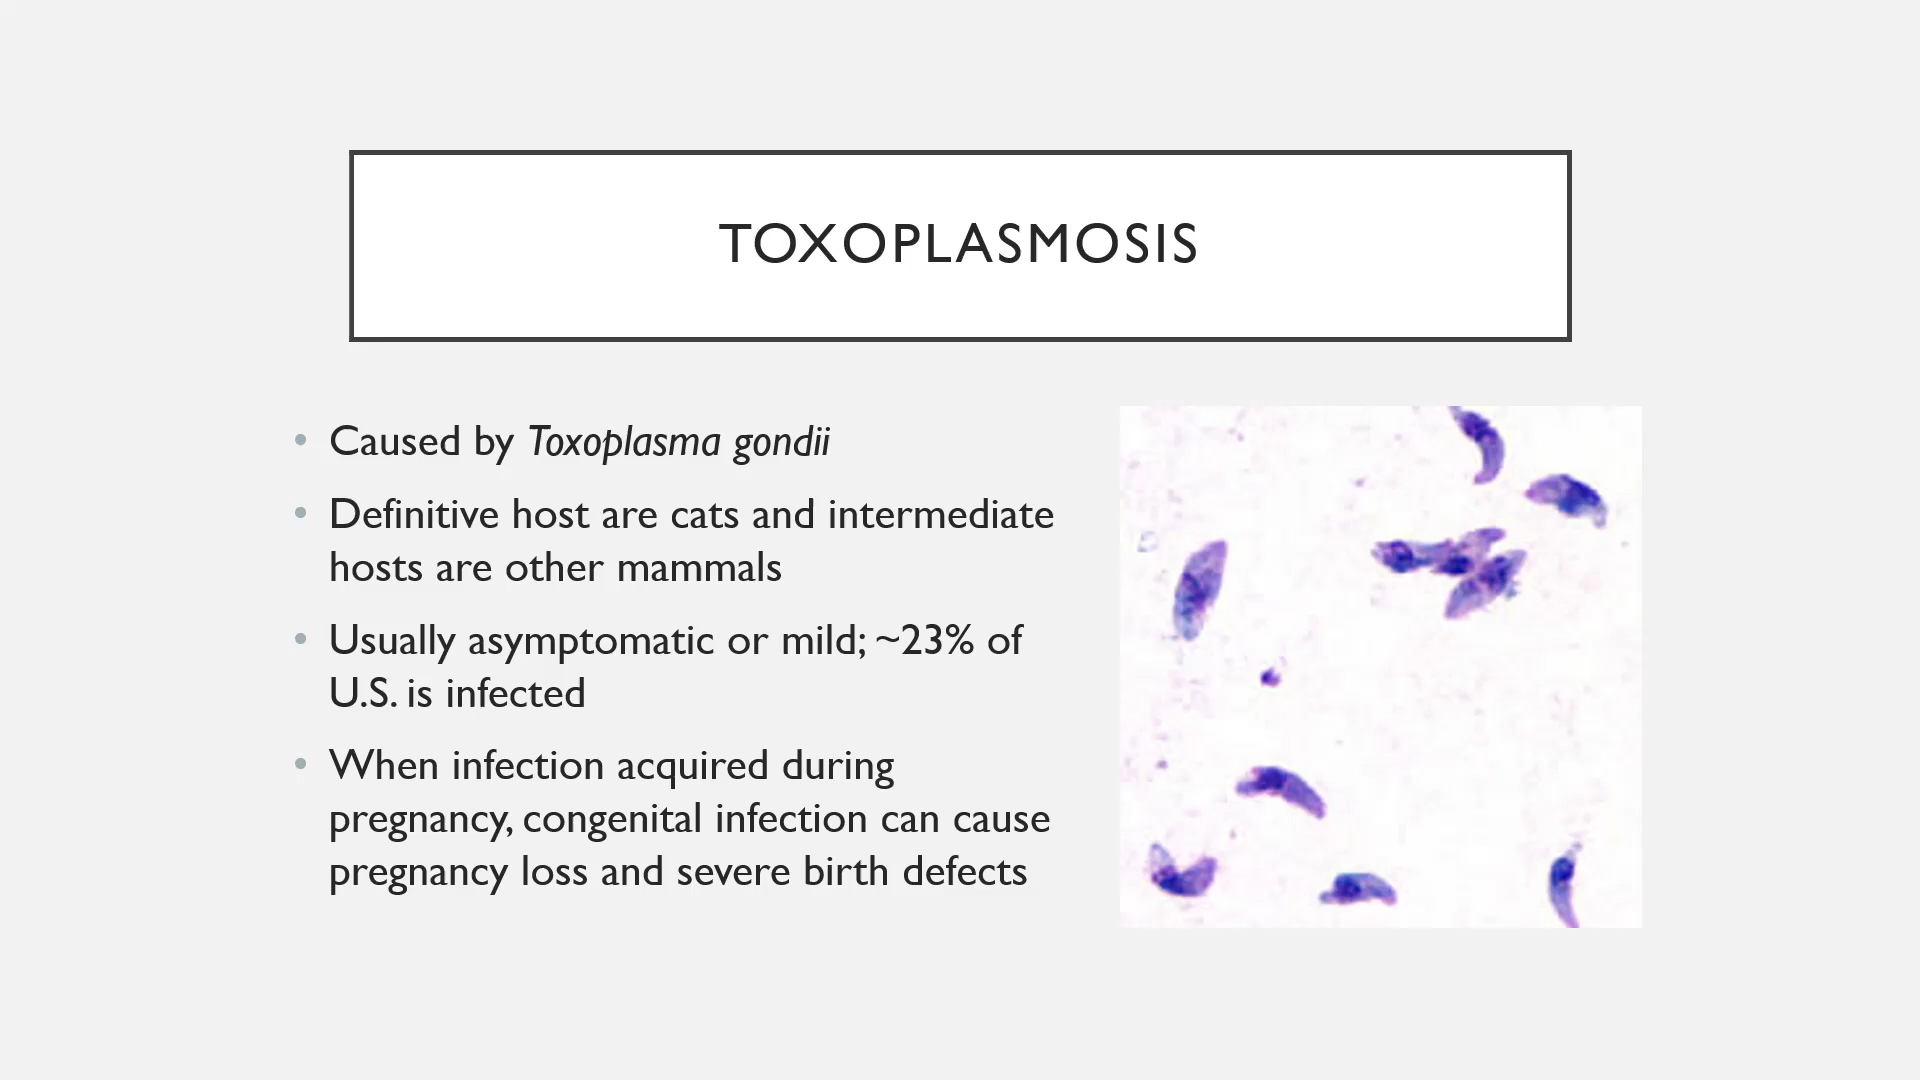 TOXOPLASMOSIS
• Caused by Toxoplasma gondii
• Definitive host are cats and intermediate
hosts are other mammals
• Usually asymptomatic or mild; ~23% of
U.S. is infected
• When infection acquired during
pregnancy, congenital infection can cause
pregnancy loss and severe birth defects